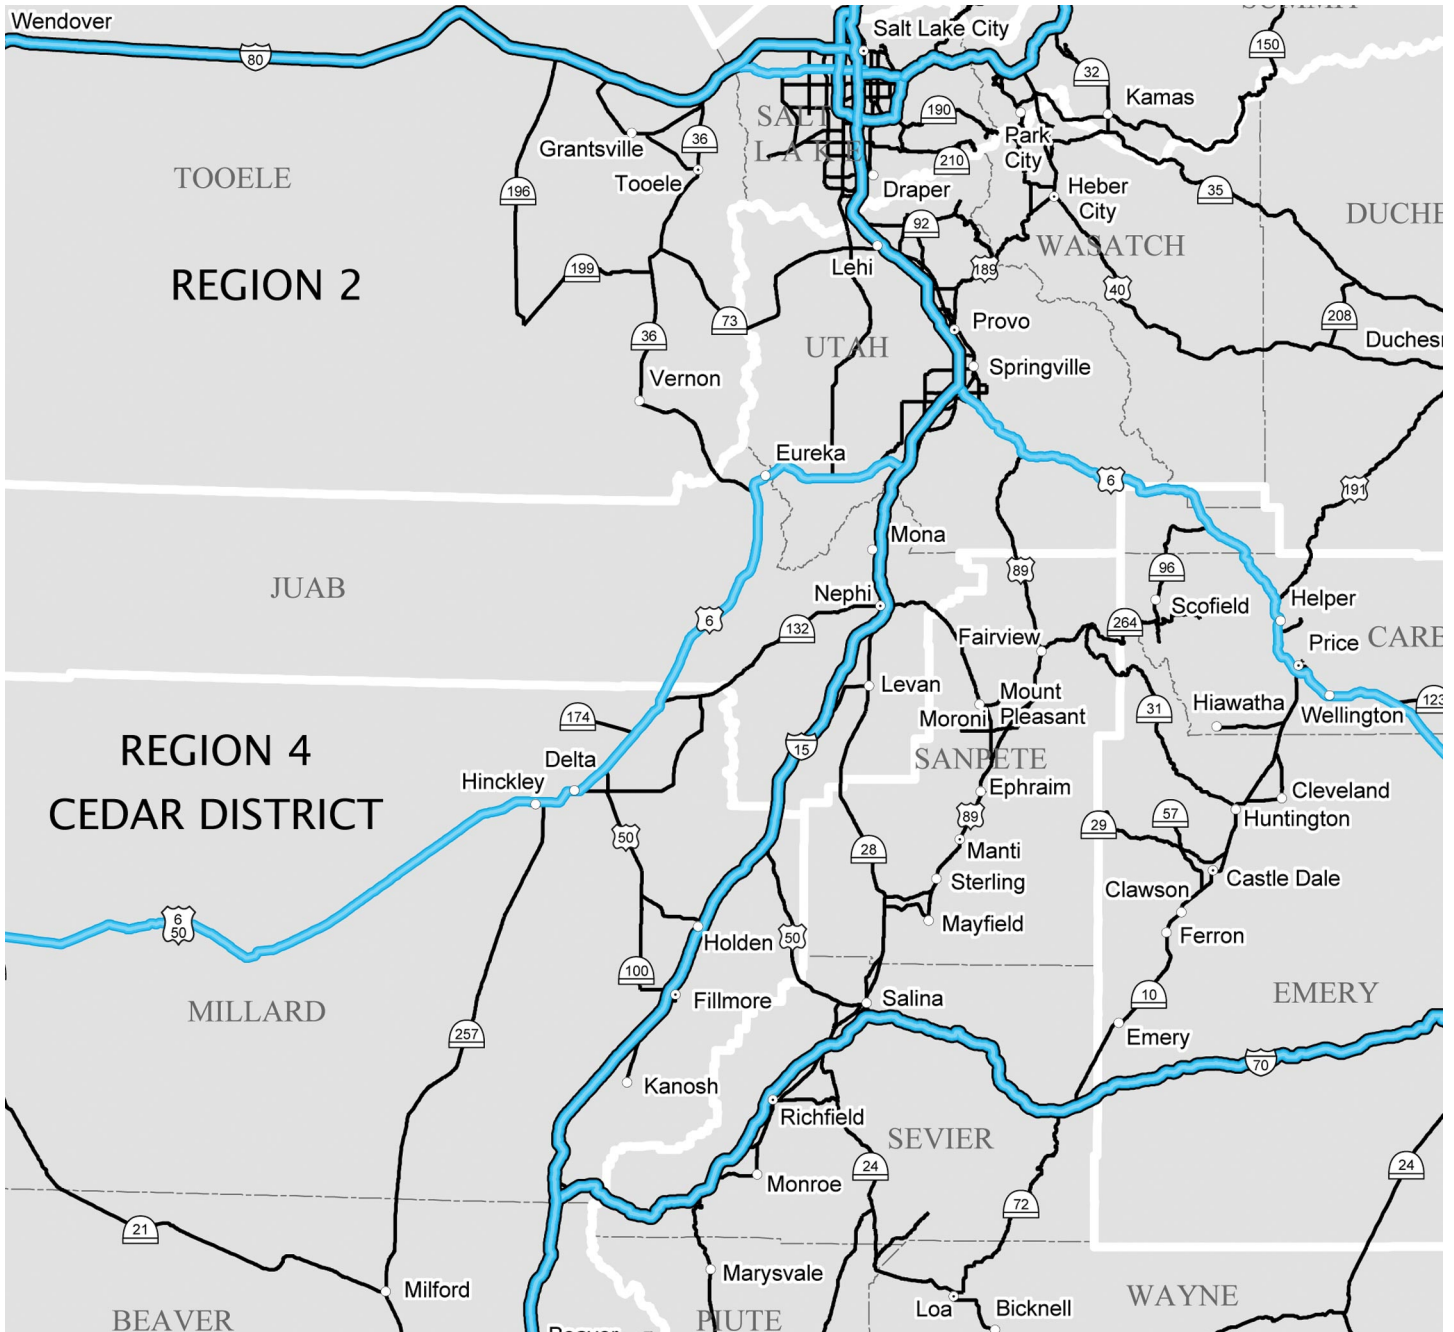 SUMMIT
Wendover
Salt Lake City
80
150
32
Kamas
190
SALT
LAKE
Park
City
36
Grantsville
210
TOOELE
Tooele
196
Draper
Heber
City
35
DUCHE
92
WASATCH
Lehi
199
189
REGION 2
40
73
Provo
208
36
UTAH
Duchesn
Springville
Vernon
Eureka
6
191
Mona
JUAB
89
96
Nephi
Scofield
Helper
6
132
264
Fairview
Price
CARB
Levan
Mount
Pleasant
Moroni
Hiawatha
123
31
Wellington
174
REGION 4
CEDAR DISTRICT
15
Delta
SANPETE
Hinckley
Ephraim
Cleveland
89
57
Huntington
29
50
28
Manti
Castle Dale
Sterling
Clawson
6
50
Mayfield
Holden
50
Ferron
100
Fillmore
Salina
EMERY
10
MILLARD
257
Emery
70
Kanosh
Richfield
SEVIER
24
24
Monroe
72
21
Marysvale
Milford
WAYNE
Loa
Bicknell
BEAVER
PIUTE
Beaver